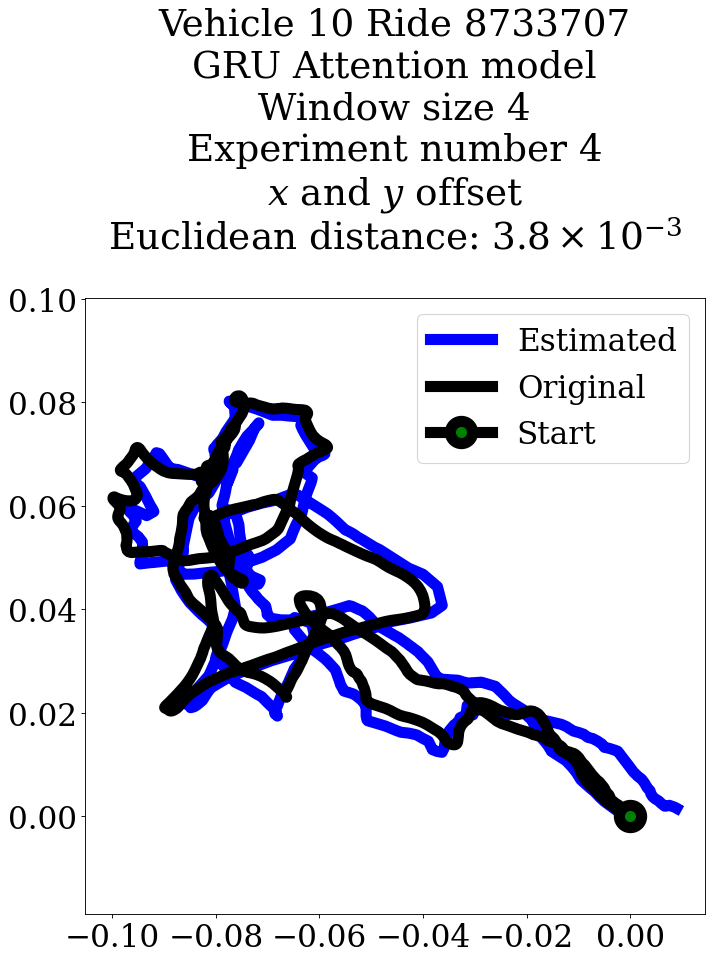 Vehicle 10 Ride 8733707
GRU Attention model
Window size 4
Experiment number 4
x and y offset
Euclidean distance: 3.8 × 10⁻³
0.10
Estimated
Original
Start
0.08
0.06
0.04
0.02
0.00
−0.10 −0.08 −0.06 −0.04 −0.02 0.00